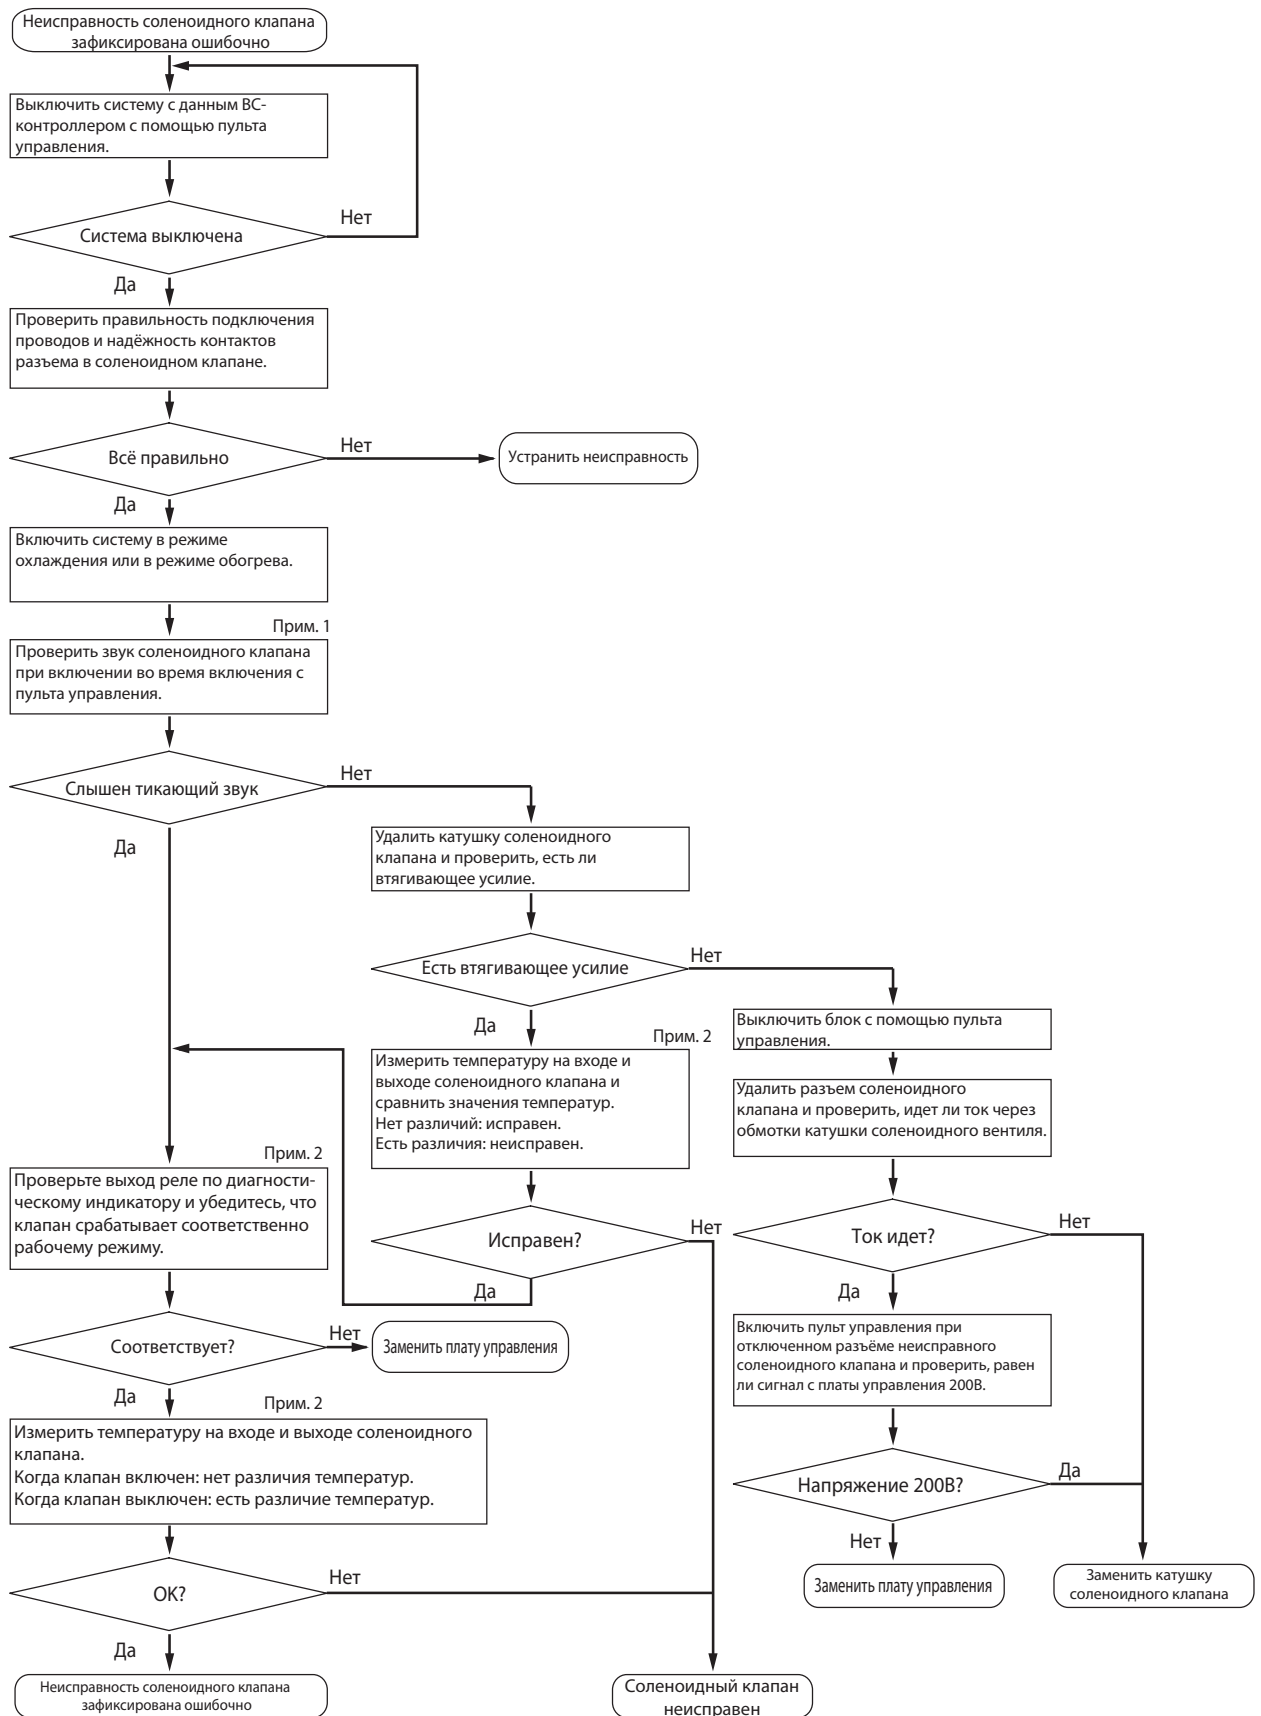 Неисправность соленоидного клапана
зафиксирована ошибочно
Выключить систему с данным ВС-
контроллером с помощью пульта
управления.
Система выключена
Нет
Да
Проверить правильность подключения
проводов и надёжность контактов
разъема в соленоидном клапане.
Всё правильно
Нет
Устранить неисправность
Да
Включить систему в режиме
охлаждения или в режиме обогрева.
Прим. 1
Проверить звук соленоидного клапана
при включении во время включения с
пульта управления.
Слышен тикающий звук
Нет
Да
Удалить катушку соленоидного
клапана и проверить, есть ли
втягивающее усилие.
Есть втягивающее усилие
Нет
Да
Прим. 2
Измерить температуру на входе и
выходе соленоидного клапана и
сравнить значения температур.
Нет различий: исправен.
Есть различия: неисправен.
Исправен?
Нет
Да
Выключить блок с помощью пульта
управления.
Удалить разъем соленоидного
клапана и проверить, идет ли ток через
обмотки катушки соленоидного вентиля.
Ток идет?
Нет
Да
Включить пульт управления при
отключенном разъёме неисправного
соленоидного клапана и проверить, равен
ли сигнал с платы управления 200В.
Напряжение 200В?
Да
Нет
Заменить плату управления
Заменить катушку
соленоидного клапана
Прим. 2
Проверьте выход реле по диагности-
ческому индикатору и убедитесь, что
клапан срабатывает соответственно
рабочему режиму.
Соответствует?
Нет
Заменить плату управления
Да
Прим. 2
Измерить температуру на входе и выходе соленоидного
клапана.
Когда клапан включен: нет различия температур.
Когда клапан выключен: есть различие температур.
ОК?
Нет
Да
Неисправность соленоидного клапана
зафиксирована ошибочно
Соленоидный клапан
неисправен